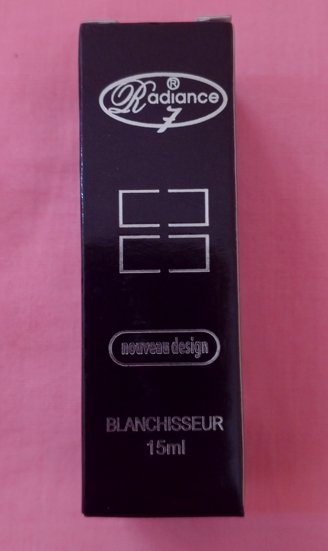 Radiance®
7
nouveau design
BLANCHISSEUR
15ml